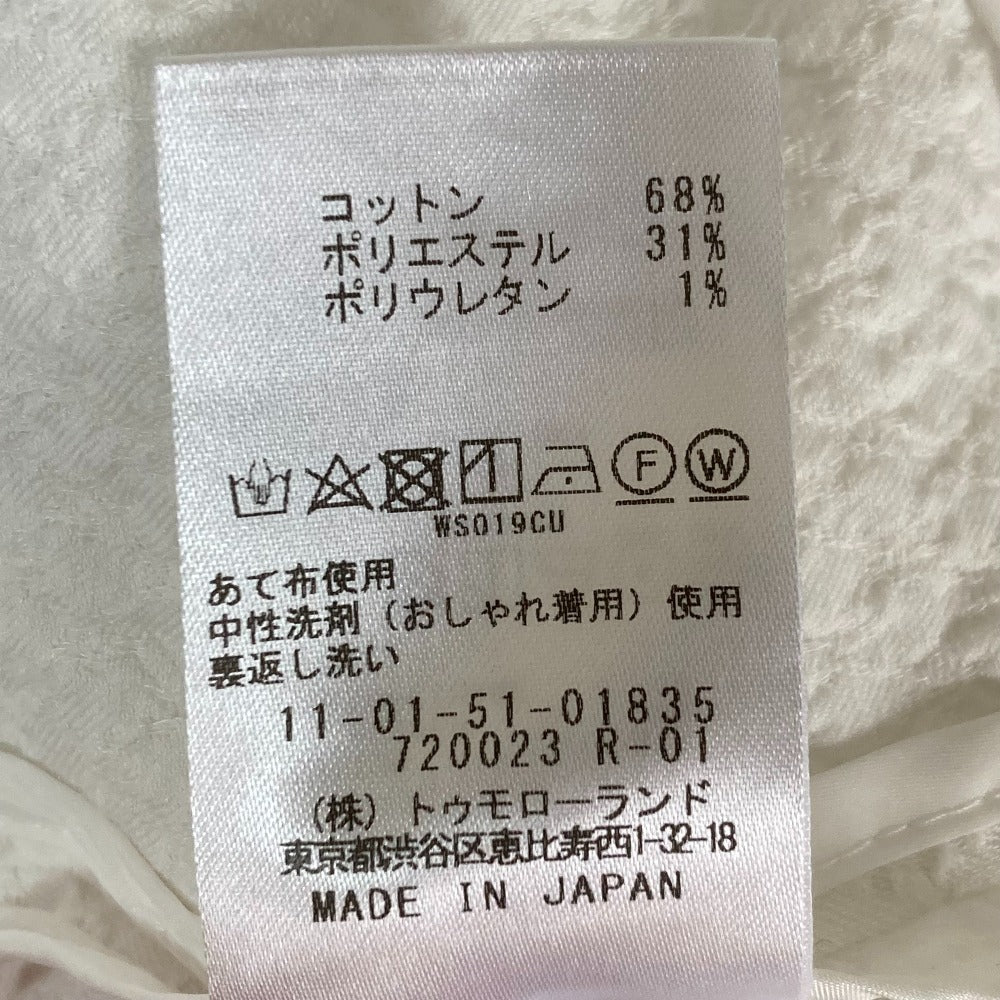 コットン 68%
ポリエステル 31%
ポリウレタン 1%
F W
WS019CU
あて布使用
中性洗剤（おしゃれ着用）使用
裏返し洗い
11-01-51-01835
720023 R-01
（株）トゥモローランド
東京都渋谷区恵比寿西1-32-18
MADE IN JAPAN